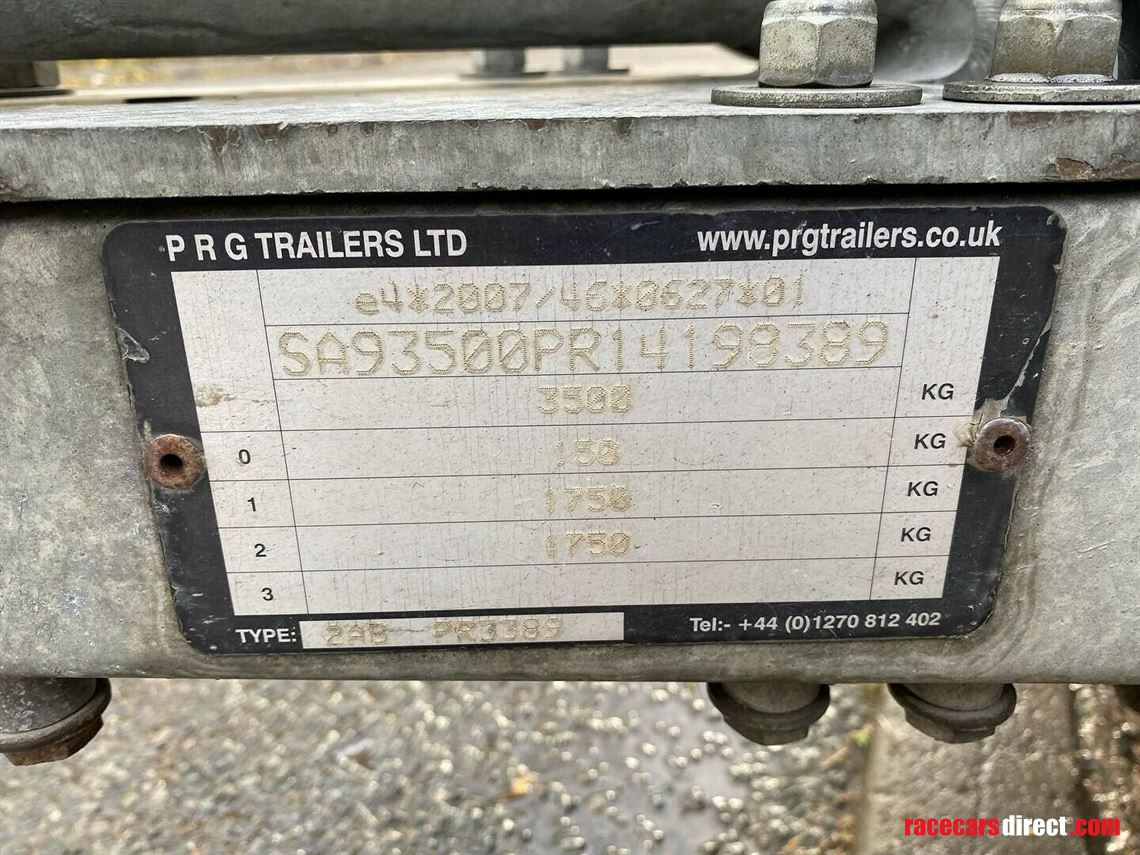 P R G TRAILERS LTD www.prgtrailers.co.uk
e4*2007/46*0627*01
SA93500PR14198389
3500 KG
0 150 KG
1 1750 KG
2 1750 KG
3 KG
TYPE: 2AB PR3389 Tel:- +44 (0)1270 812 402
racecarsdirect.com